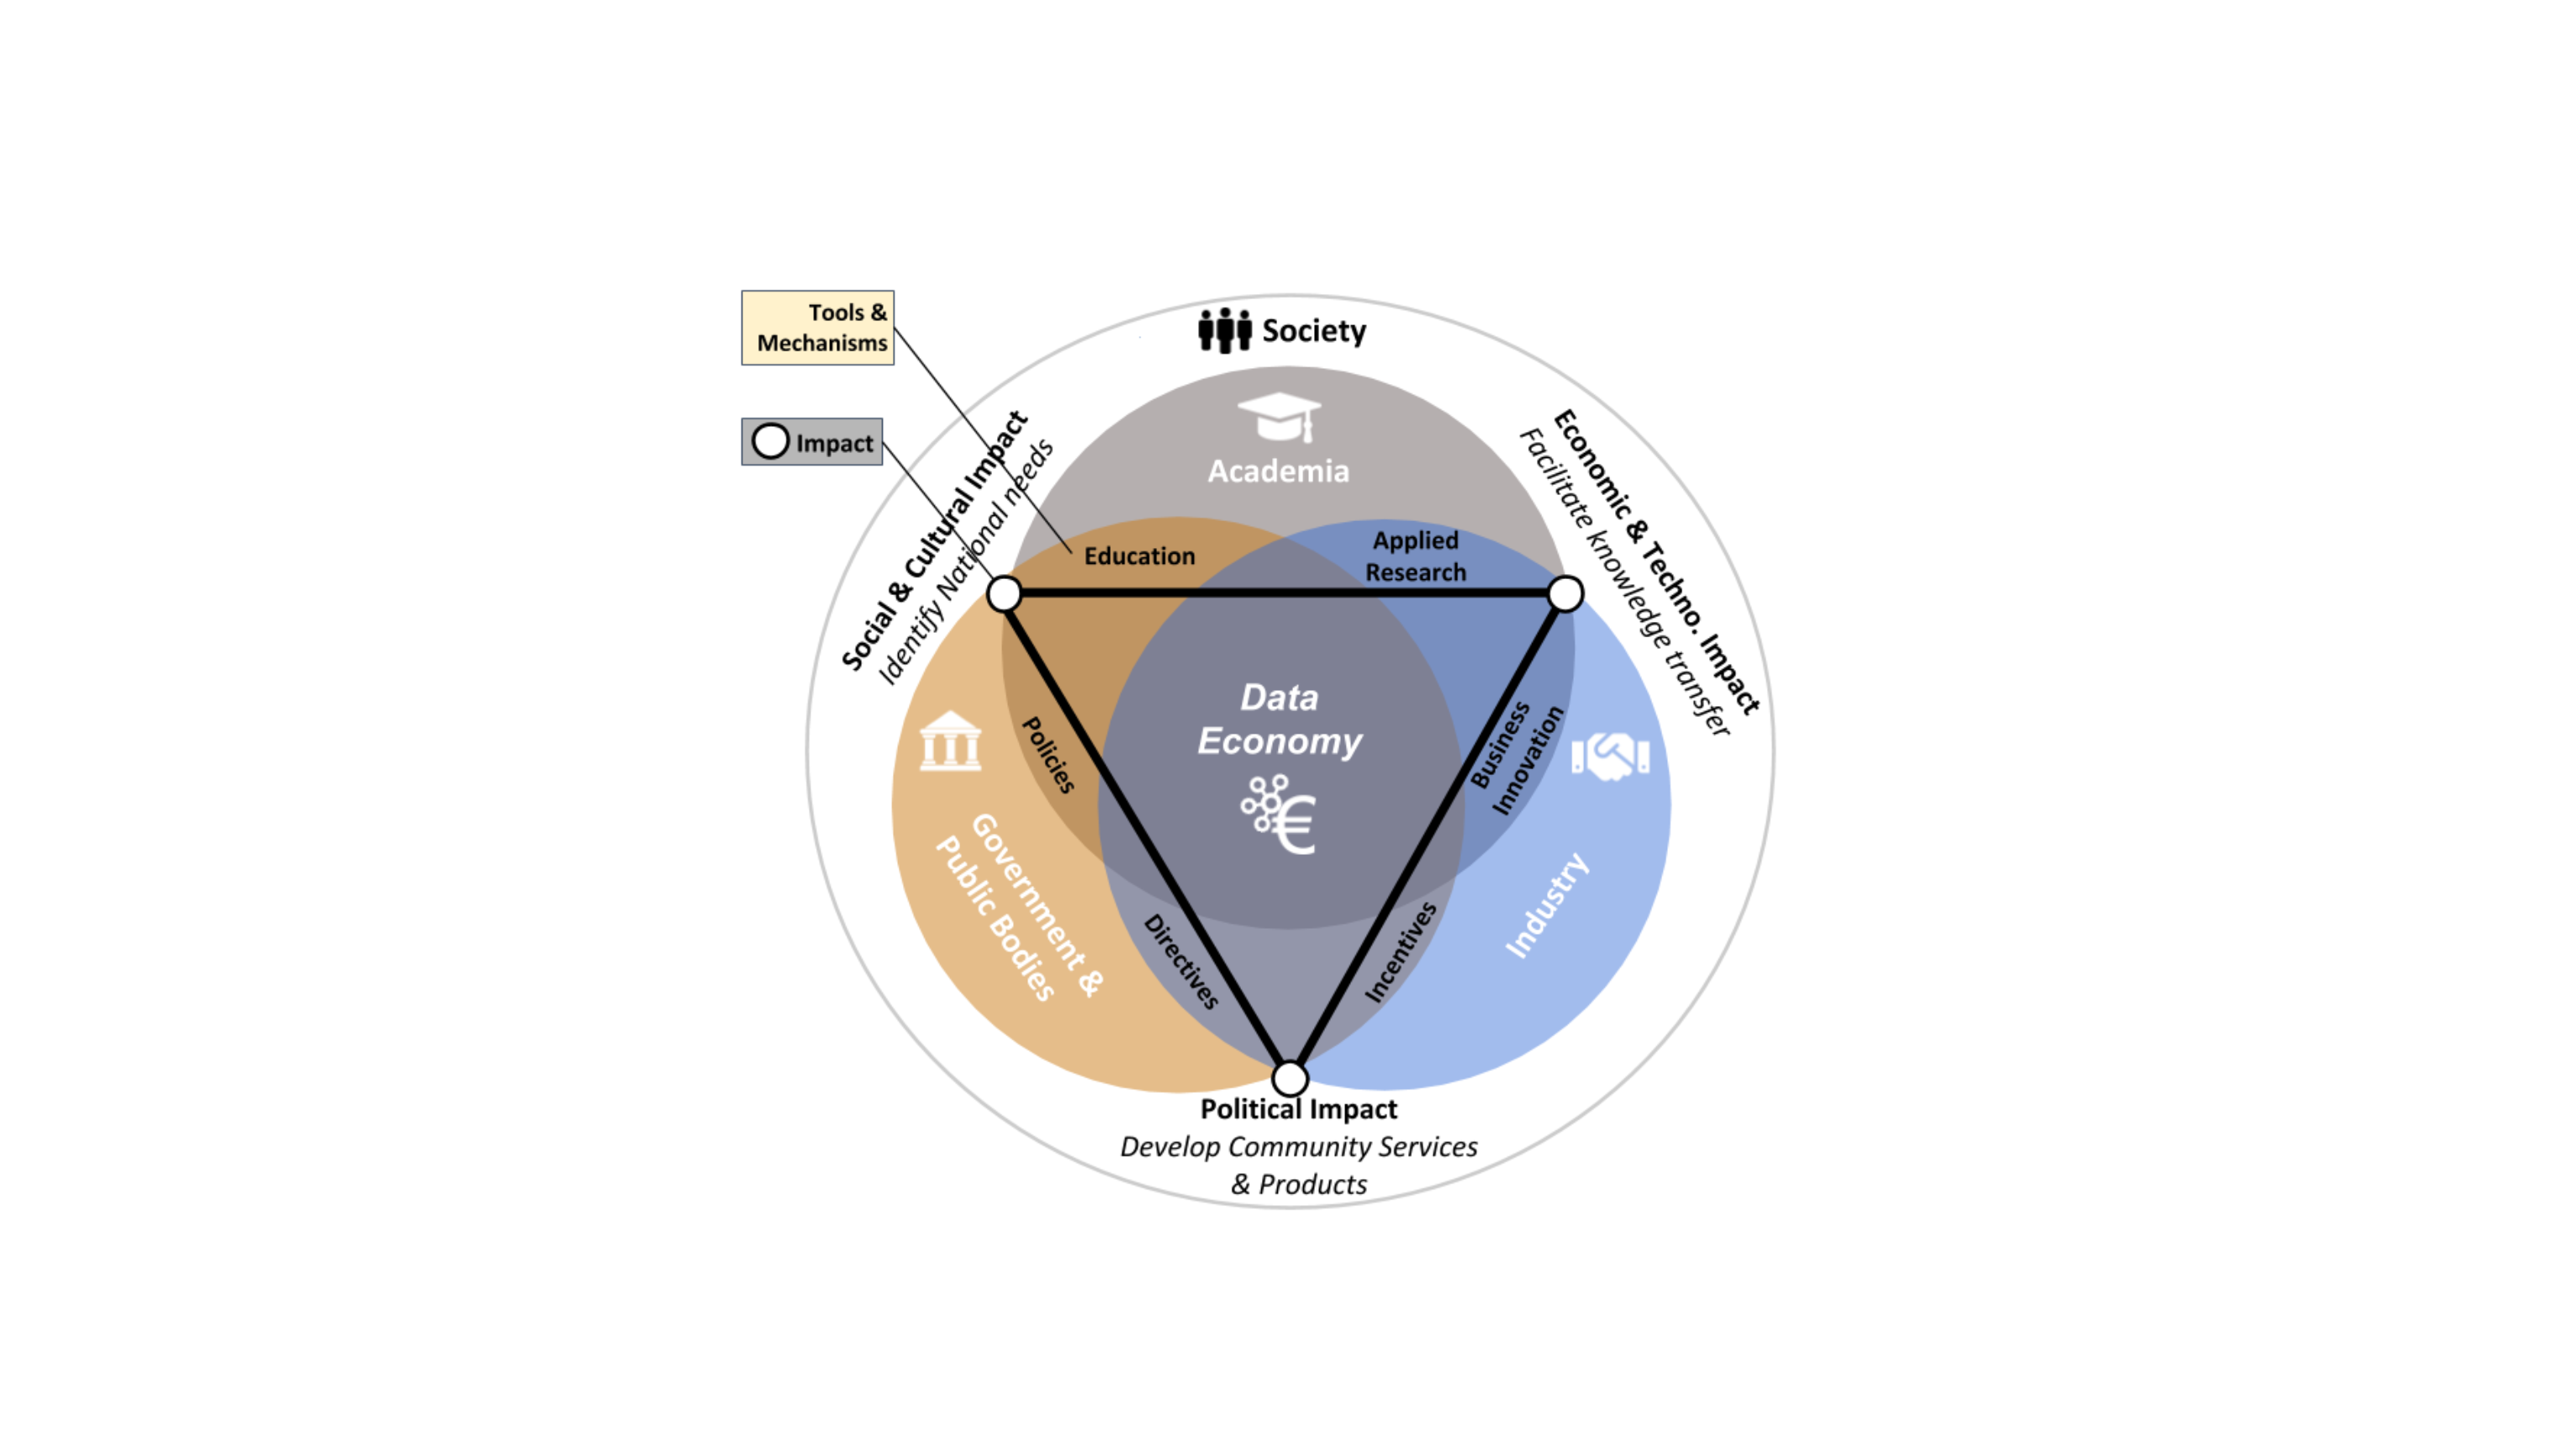 Tools &
Mechanisms
Impact
Society
Academia
Social & Cultural Impact
Identify National needs
Economic & Techno. Impact
Facilitate knowledge transfer
Education
Applied
Research
Data
Economy
€
Policies
Business
Innovation
Government &
Public Bodies
Industry
Directives
Incentives
Political Impact
Develop Community Services
& Products